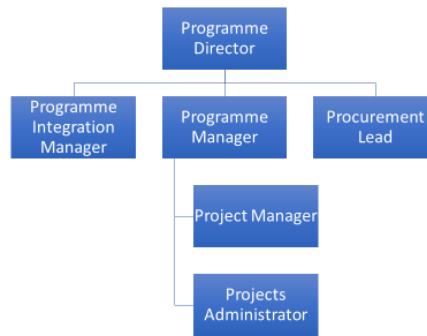 Programme
Director
Programme
Integration
Manager
Programme
Manager
Procurement
Lead
Project Manager
Projects
Administrator